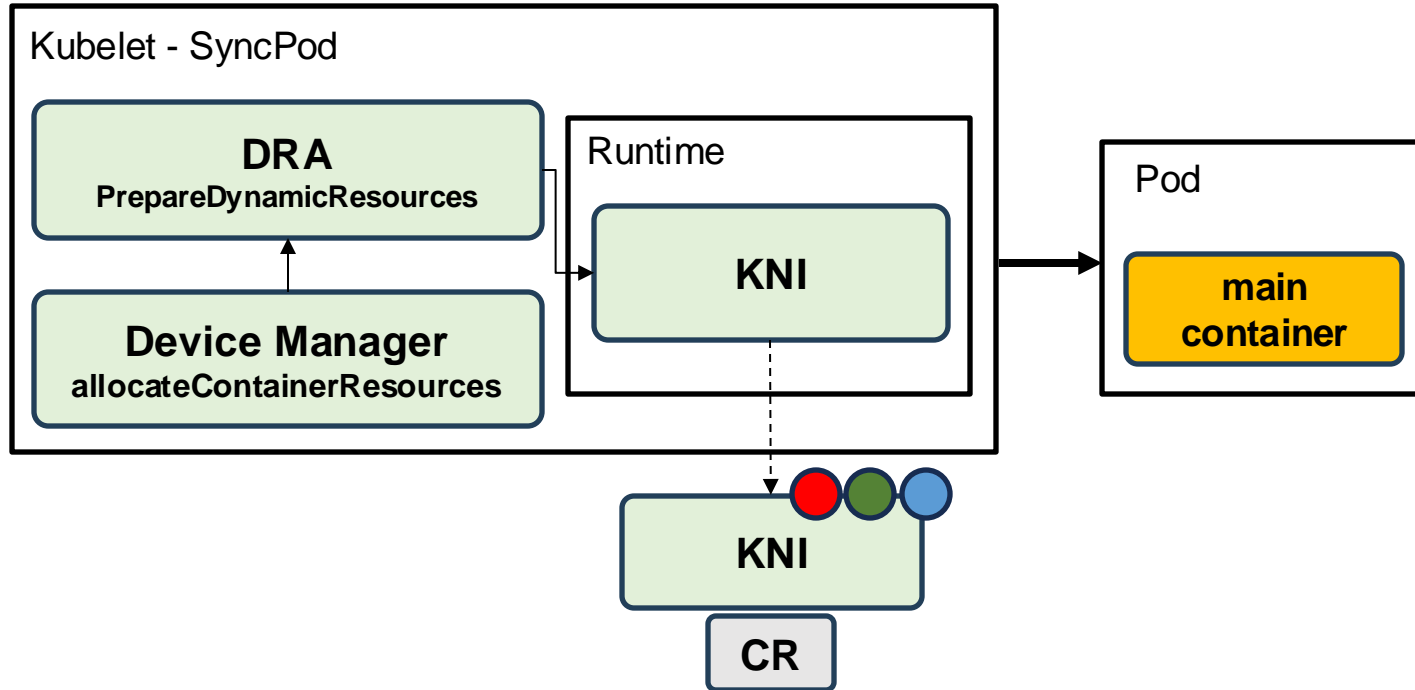 Kubelet - SyncPod
DRA
PrepareDynamicResources
Device Manager
allocateContainerResources
Runtime
KNI
Pod
main
container
KNI
CR